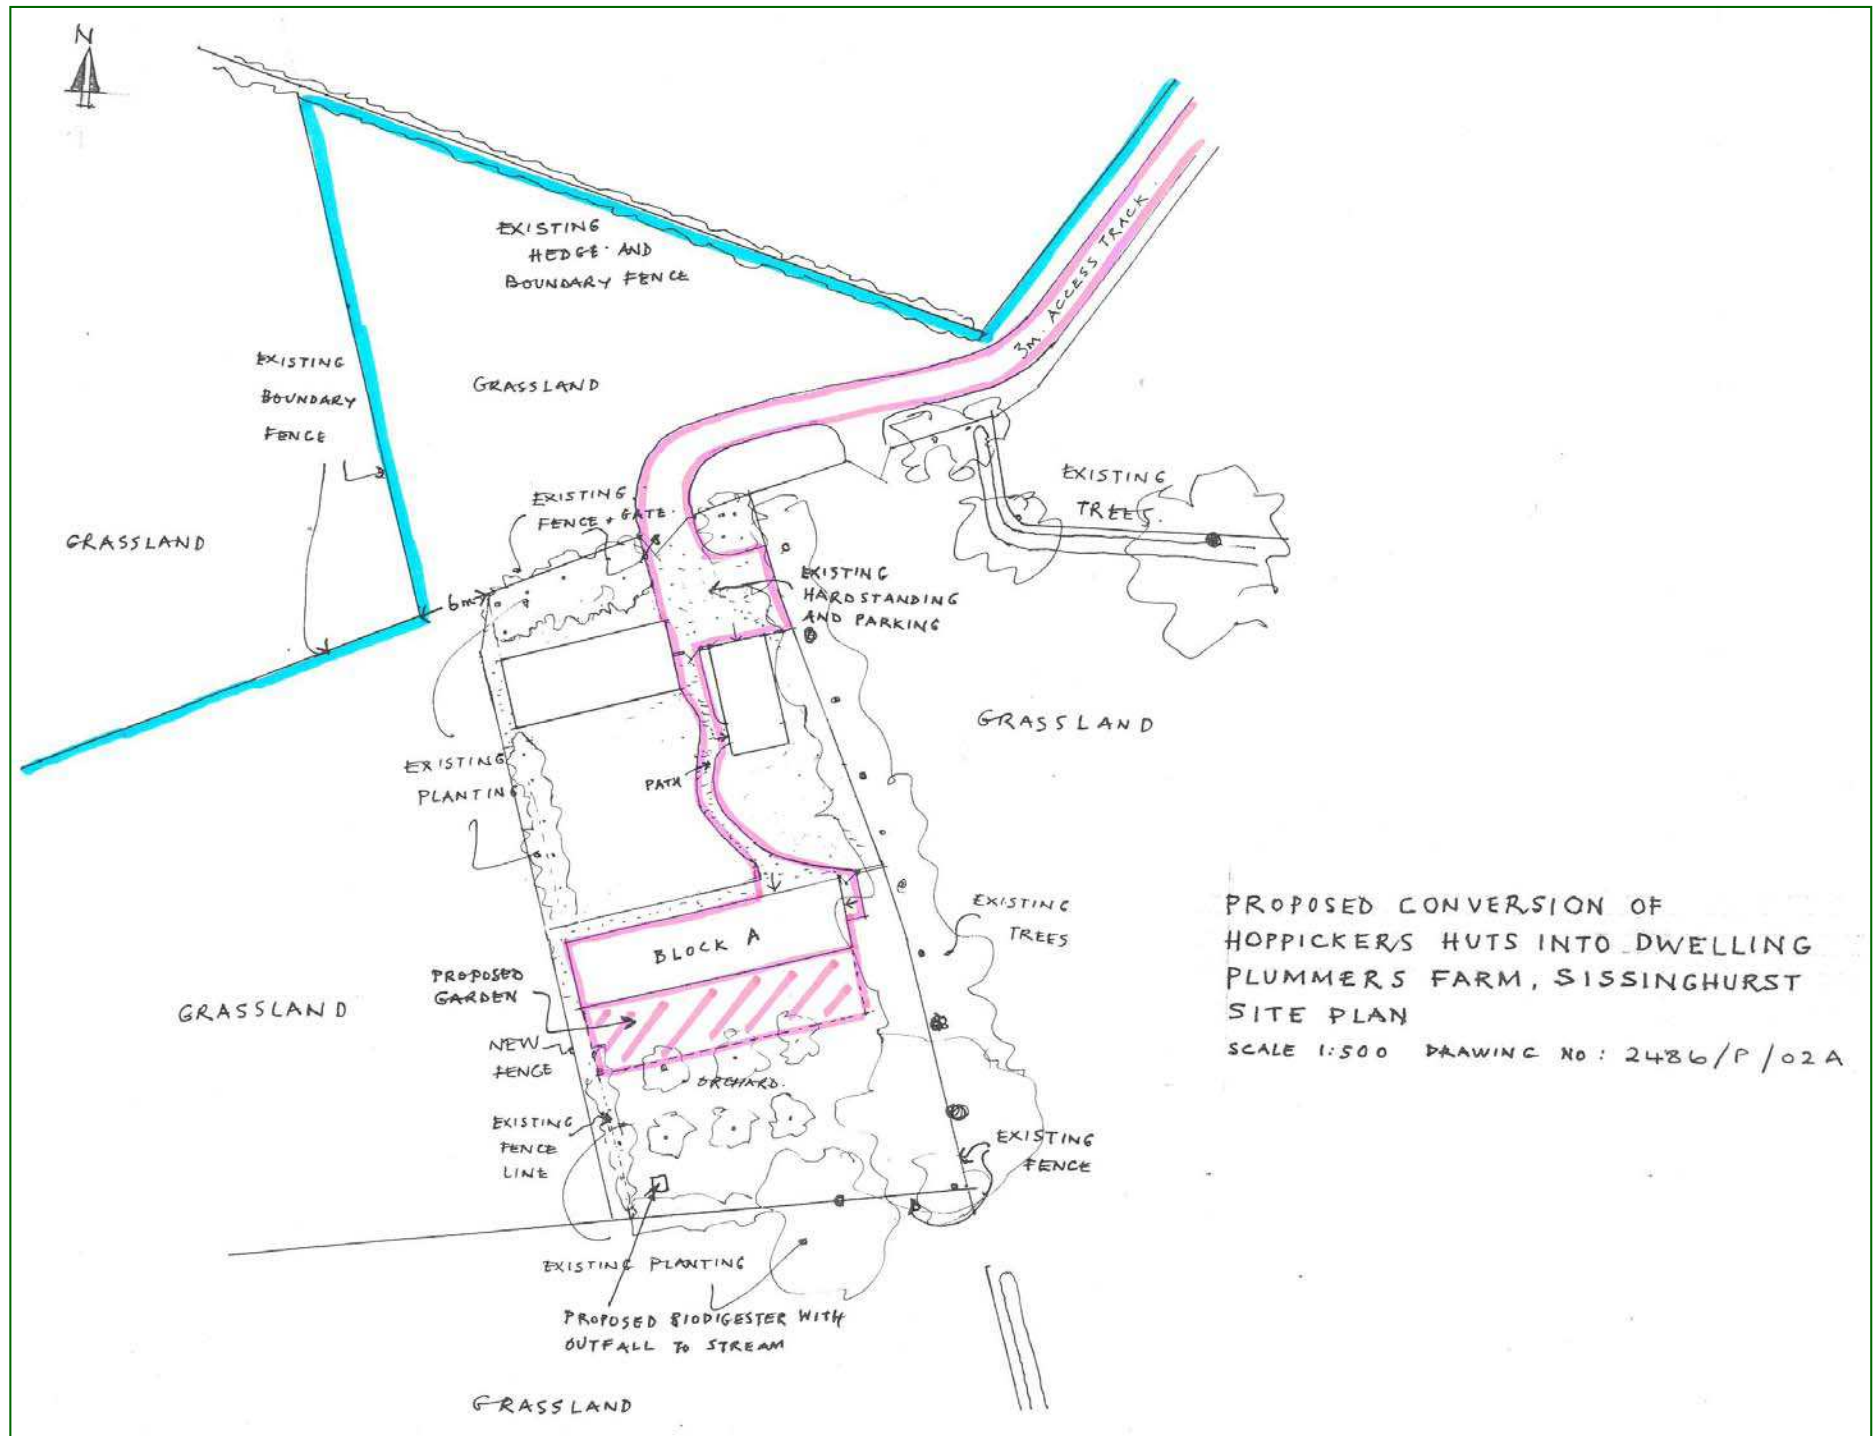 N
EXISTING
HEDGE AND
BOUNDARY FENCE
3m. ACCESS TRACK
EXISTING
BOUNDARY
FENCE
GRASSLAND
EXISTING
FENCE + GATE.
EXISTING
TREES.
GRASSLAND
6m
EXISTING
HARDSTANDING
AND PARKING
GRASSLAND
EXISTING
PLANTING
PATH
EXISTING
TREES
PROPOSED CONVERSION OF
HOPPICKERS HUTS INTO DWELLING
PLUMMERS FARM, SISSINGHURST
SITE PLAN
SCALE 1:500 DRAWING NO: 2486/P/02A
BLOCK A
PROPOSED
GARDEN
GRASSLAND
NEW
FENCE
ORCHARD.
EXISTING
FENCE
LINE
EXISTING
FENCE
EXISTING PLANTING
PROPOSED BIODIGESTER WITH
OUTFALL TO STREAM
GRASSLAND